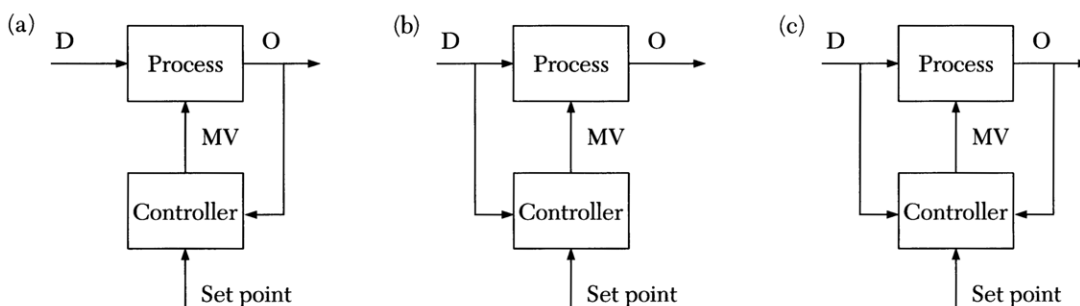 (a)
D
O
Process
MV
Controller
Set point
(b)
D
O
Process
MV
Controller
Set point
(c)
D
O
Process
MV
Controller
Set point